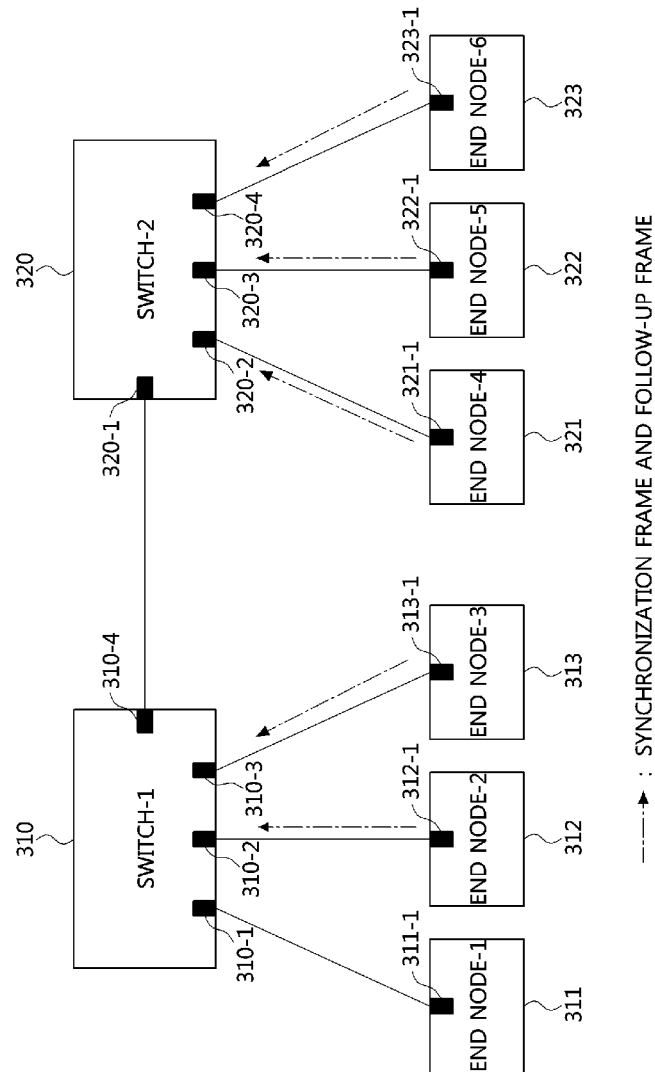 310
320
SWITCH-1
SWITCH-2
310-4
320-1
310-1
310-2
310-3
320-2
320-3
320-4
311-1
312-1
313-1
321-1
322-1
323-1
END NODE-1
END NODE-2
END NODE-3
END NODE-4
END NODE-5
END NODE-6
311
312
313
321
322
323
: SYNCHRONIZATION FRAME AND FOLLOW-UP FRAME